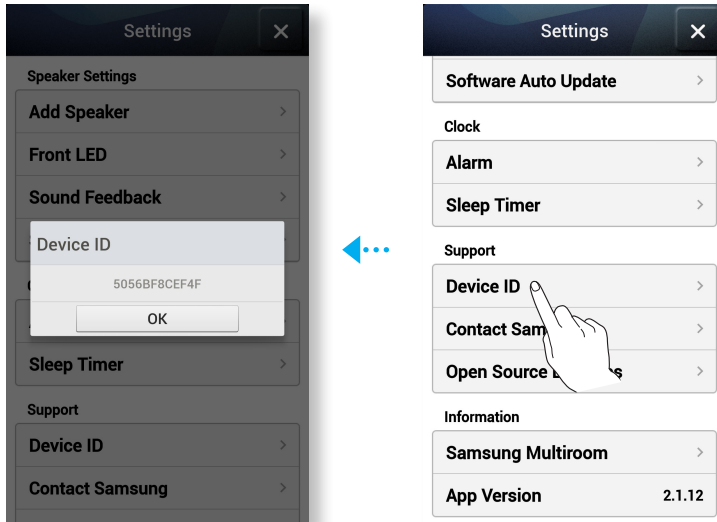 Settings
Speaker Settings
Add Speaker
Front LED
Sound Feedback
Device ID
5056BF8CEF4F
OK
Sleep Timer
Support
Device ID
Contact Samsung
Settings
Software Auto Update
Clock
Alarm
Sleep Timer
Support
Device ID
Contact Sam
Open Source
Information
Samsung Multiroom
App Version 2.1.12